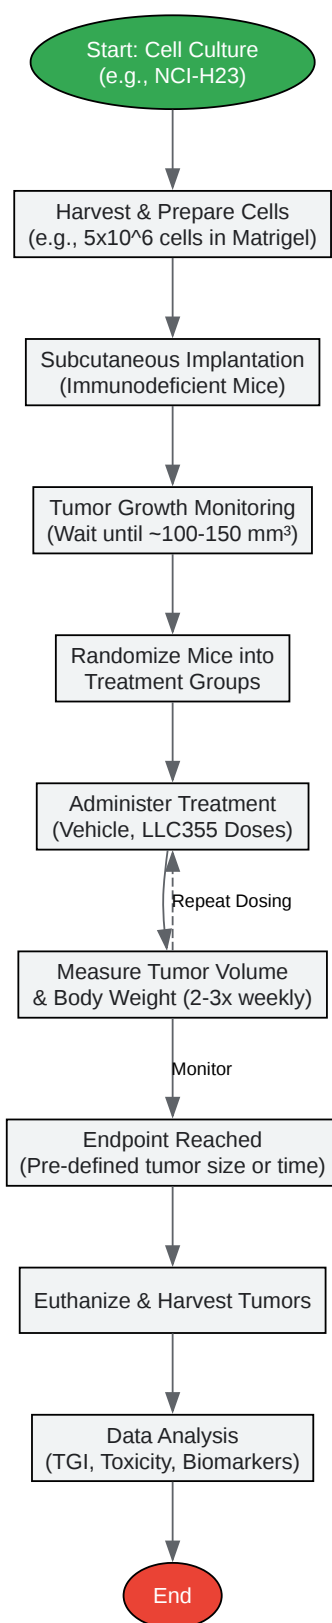 Start: Cell Culture
(e.g., NCI-H23)
Harvest & Prepare Cells
(e.g., 5x10^6 cells in Matrigel)
Subcutaneous Implantation
(Immunodeficient Mice)
Tumor Growth Monitoring
(Wait until ~100-150 mm³)
Randomize Mice into
Treatment Groups
Administer Treatment
(Vehicle, LLC355 Doses)
Repeat Dosing
Measure Tumor Volume
& Body Weight (2-3x weekly)
Monitor
Endpoint Reached
(Pre-defined tumor size or time)
Euthanize & Harvest Tumors
Data Analysis
(TGI, Toxicity, Biomarkers)
End